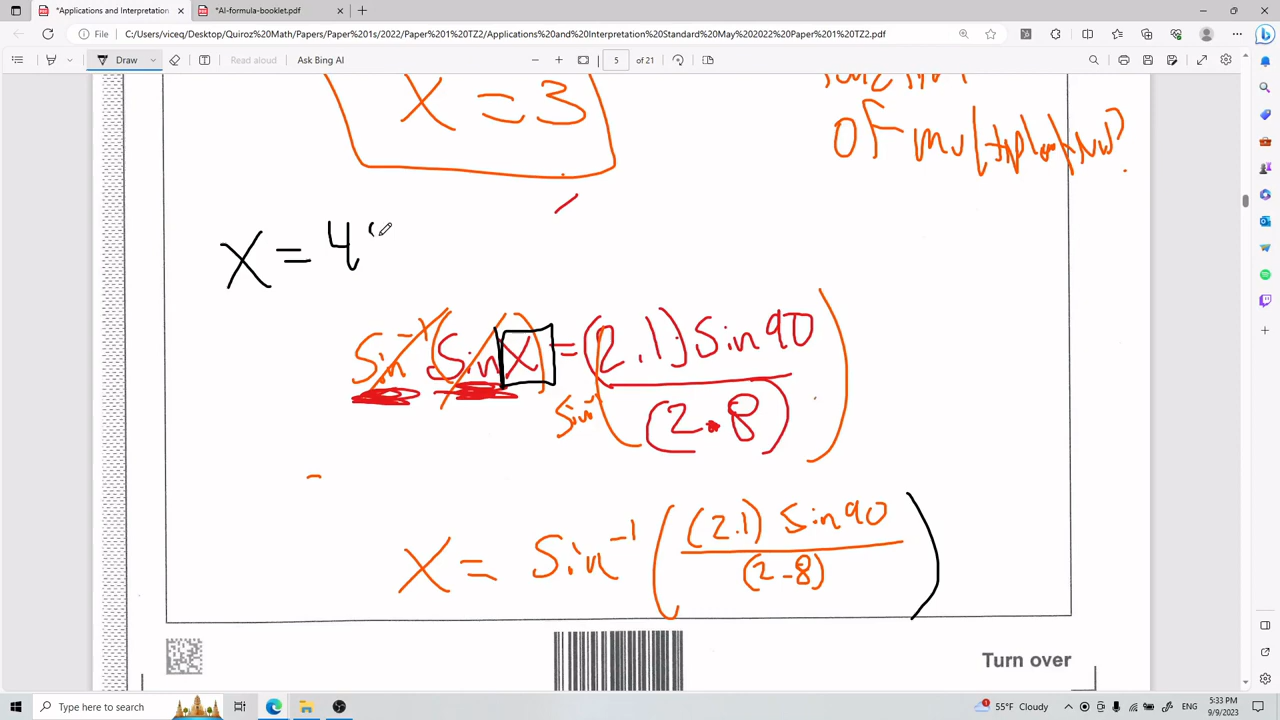 *Applications and Interpretation
*AI-formula-booklet.pdf
File
C:/Users/viceq/Desktop/Quiroz%20Math/Papers/Paper%201s/2022/Paper%201%20TZ2/Applications%20and%20Interpretation%20Standard%20May%202022%20Paper%201%20TZ2.pdf
Draw
Read aloud
Ask Bing AI
5
of 21
X = 3
of
X = 4
Sin⁻¹(Sin X) = Sin⁻¹((2.1) Sin 90 / (2.8))
X = Sin⁻¹((2.1) Sin 90 / (2.8))
Turn over
Type here to search
55°F Cloudy
5:33 PM
9/9/2023